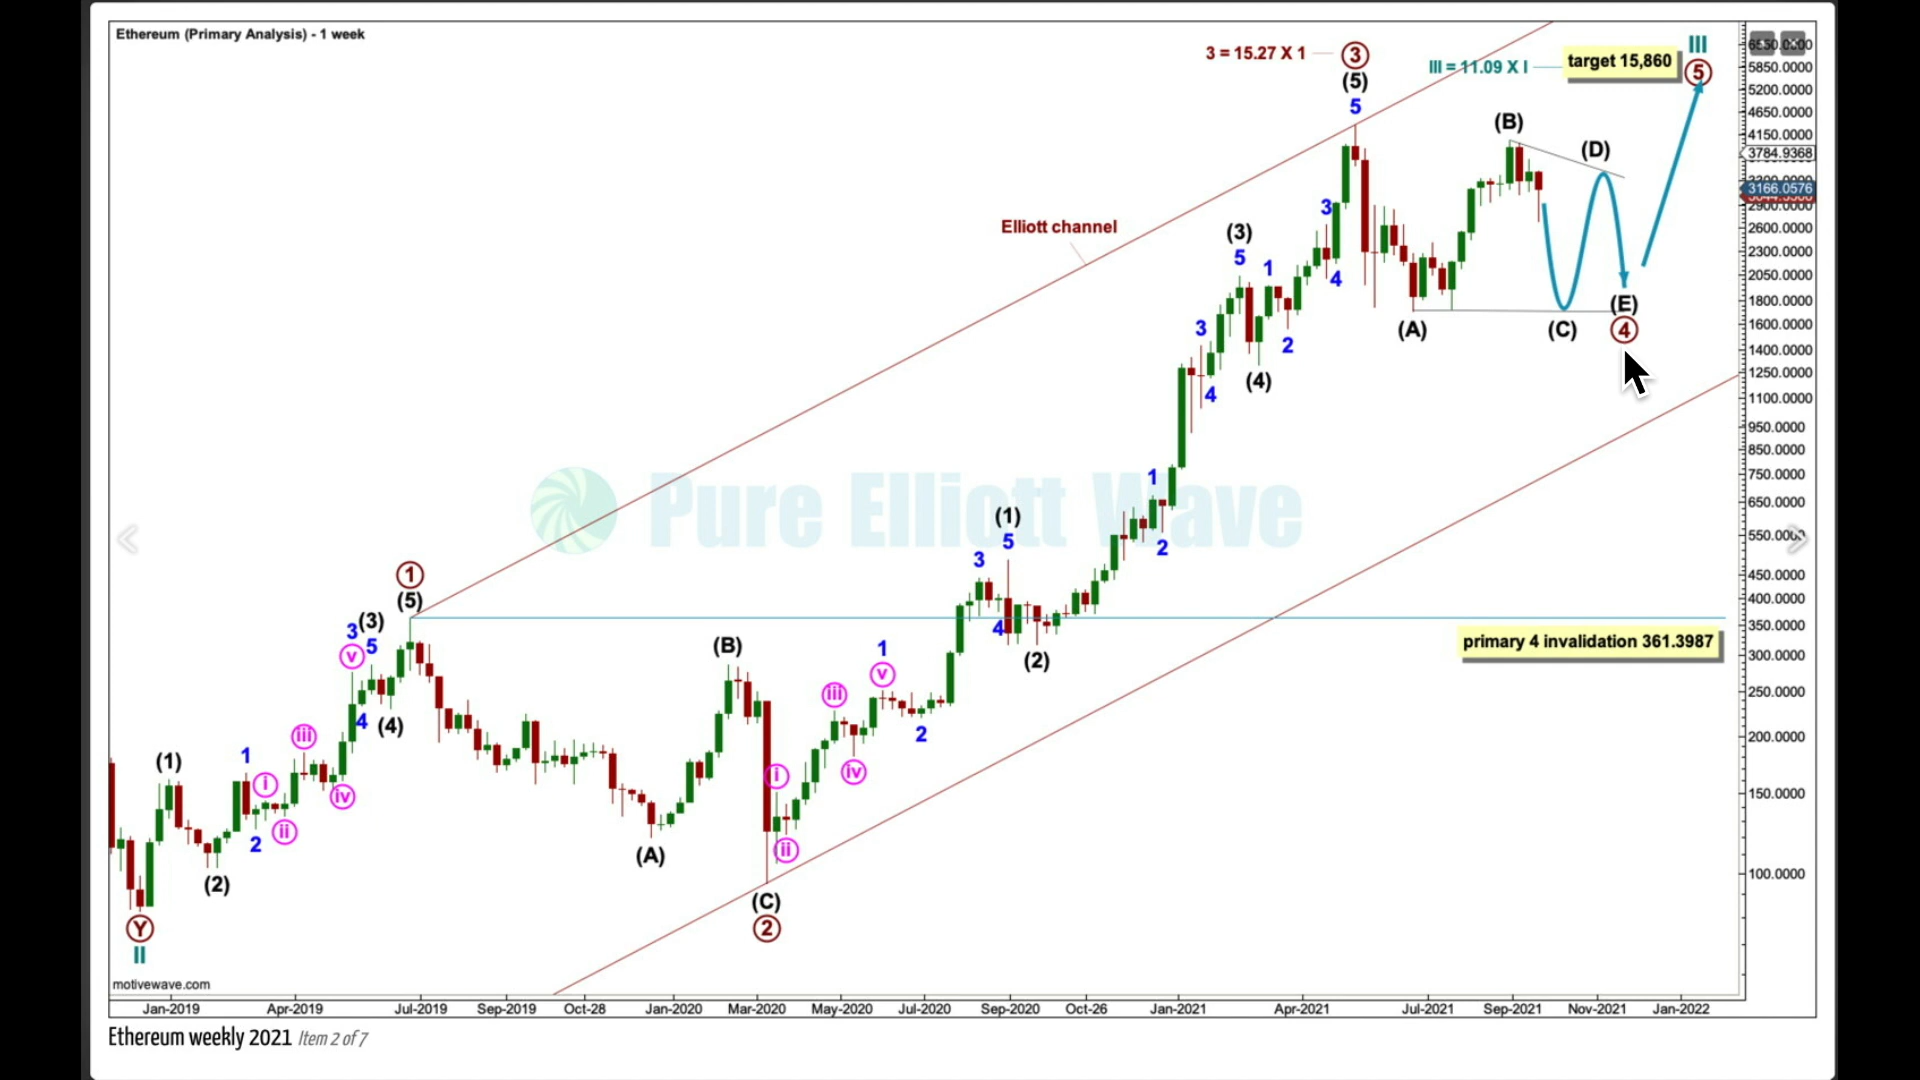 Ethereum (Primary Analysis) - 1 week
3 = 15.27 X 1
3
(5)
5
III = 11.09 X I
target 15,860
III
5
5850.0000
5200.0000
4650.0000
4150.0000
3784.9368
3166.0576
2900.0000
2600.0000
2300.0000
2050.0000
1800.0000
1600.0000
1400.0000
1250.0000
1100.0000
950.0000
850.0000
750.0000
650.0000
550.0000
450.0000
400.0000
350.0000
300.0000
250.0000
200.0000
150.0000
100.0000
(B)
(D)
Elliott channel
3
(3)
5
1
4
(E)
(A)
(C)
4
3
2
(4)
4
Pure Elliott Wave
1
2
(1)
5
3
4
(2)
1
(5)
3
(3)
v
5
4
(4)
(B)
1
v
iii
iv
2
primary 4 invalidation 361.3987
(1)
1
i
iii
iv
2
ii
(2)
i
ii
(A)
(C)
2
Y
II
motivewave.com
Jan-2019 Apr-2019 Jul-2019 Sep-2019 Oct-28 Jan-2020 Mar-2020 May-2020 Jul-2020 Sep-2020 Oct-26 Jan-2021 Apr-2021 Jul-2021 Sep-2021 Nov-2021 Jan-2022
Ethereum weekly 2021 Item 2 of 7